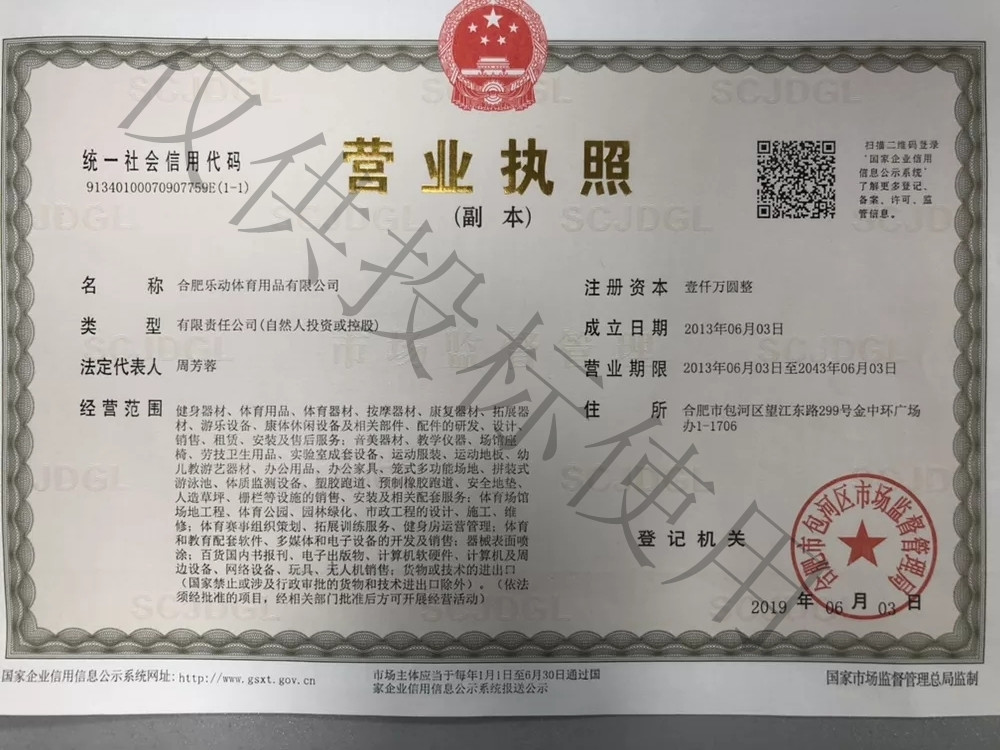 统一社会信用代码
91340100070907759E(1-1)
营业执照
(副 本)
扫描二维码登录
‘国家企业信用
信息公示系统’
了解更多登记、
备案、许可、监
管信息。
名 称 合肥乐动体育用品有限公司
类 型 有限责任公司(自然人投资或控股)
法定代表人 周芳蓉
经营范围 健身器材、体育用品、体育器材、按摩器材、康复器材、拓展器
材、游乐设备、康体休闲设备及相关部件、配件的研发、设计、
销售、租赁、安装及售后服务；音美器材、教学仪器、场馆座
椅、劳技卫生用品、实验室成套设备、运动服装、运动地板、幼
儿教游艺器材、办公用品、办公家具、笼式多功能场地、拼装式
游泳池、体质监测设备、塑胶跑道、预制橡胶跑道、安全地垫、
人造草坪、栅栏等设施的销售、安装及相关配套服务；体育场馆
场地工程、体育公园、园林绿化、市政工程的设计、施工、维
修；体育赛事组织策划、拓展训练服务、健身房运营管理；体育
和教育配套软件、多媒体和电子设备的开发及销售；器械表面喷
涂；百货国内书报刊、电子出版物、计算机软硬件、计算机及周
边设备、网络设备、玩具、无人机销售；货物或技术的进出口
（国家禁止或涉及行政审批的货物和技术进出口除外）。（依法
须经批准的项目，经相关部门批准后方可开展经营活动）
注册资本 壹仟万圆整
成立日期 2013年06月03日
营业期限 2013年06月03日至2043年06月03日
住 所 合肥市包河区望江东路299号金中环广场
办1-1706
登记机关
合肥市包河区市场监督管理局
2019 年 06 月 03 日
国家企业信用信息公示系统网址:http://www.gsxt.gov.cn
市场主体应当于每年1月1日至6月30日通过国
家企业信用信息公示系统报送公示
国家市场监督管理总局监制
仅供投标使用
SCJDGL
市场监督管理